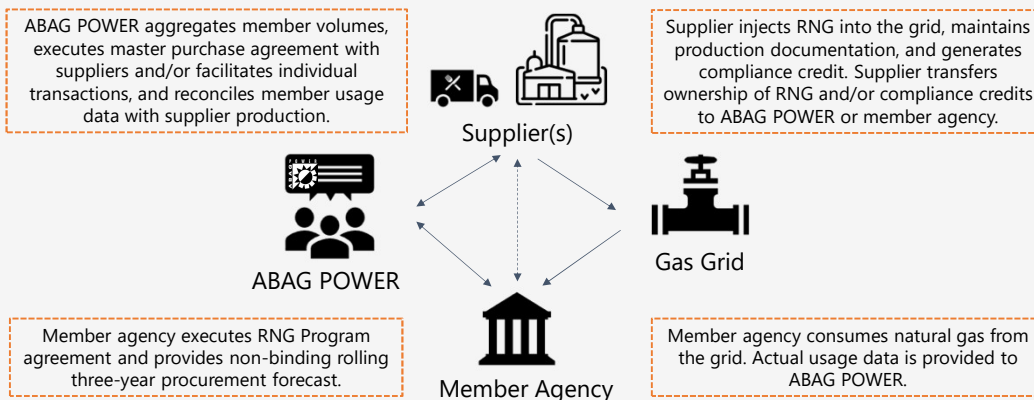 ABAG POWER aggregates member volumes,
executes master purchase agreement with
suppliers and/or facilitates individual
transactions, and reconciles member usage
data with supplier production.
Supplier injects RNG into the grid, maintains
production documentation, and generates
compliance credit. Supplier transfers
ownership of RNG and/or compliance credits
to ABAG POWER or member agency.
Supplier(s)
ABAG POWER
Gas Grid
Member agency executes RNG Program
agreement and provides non-binding rolling
three-year procurement forecast.
Member Agency
Member agency consumes natural gas from
the grid. Actual usage data is provided to
ABAG POWER.